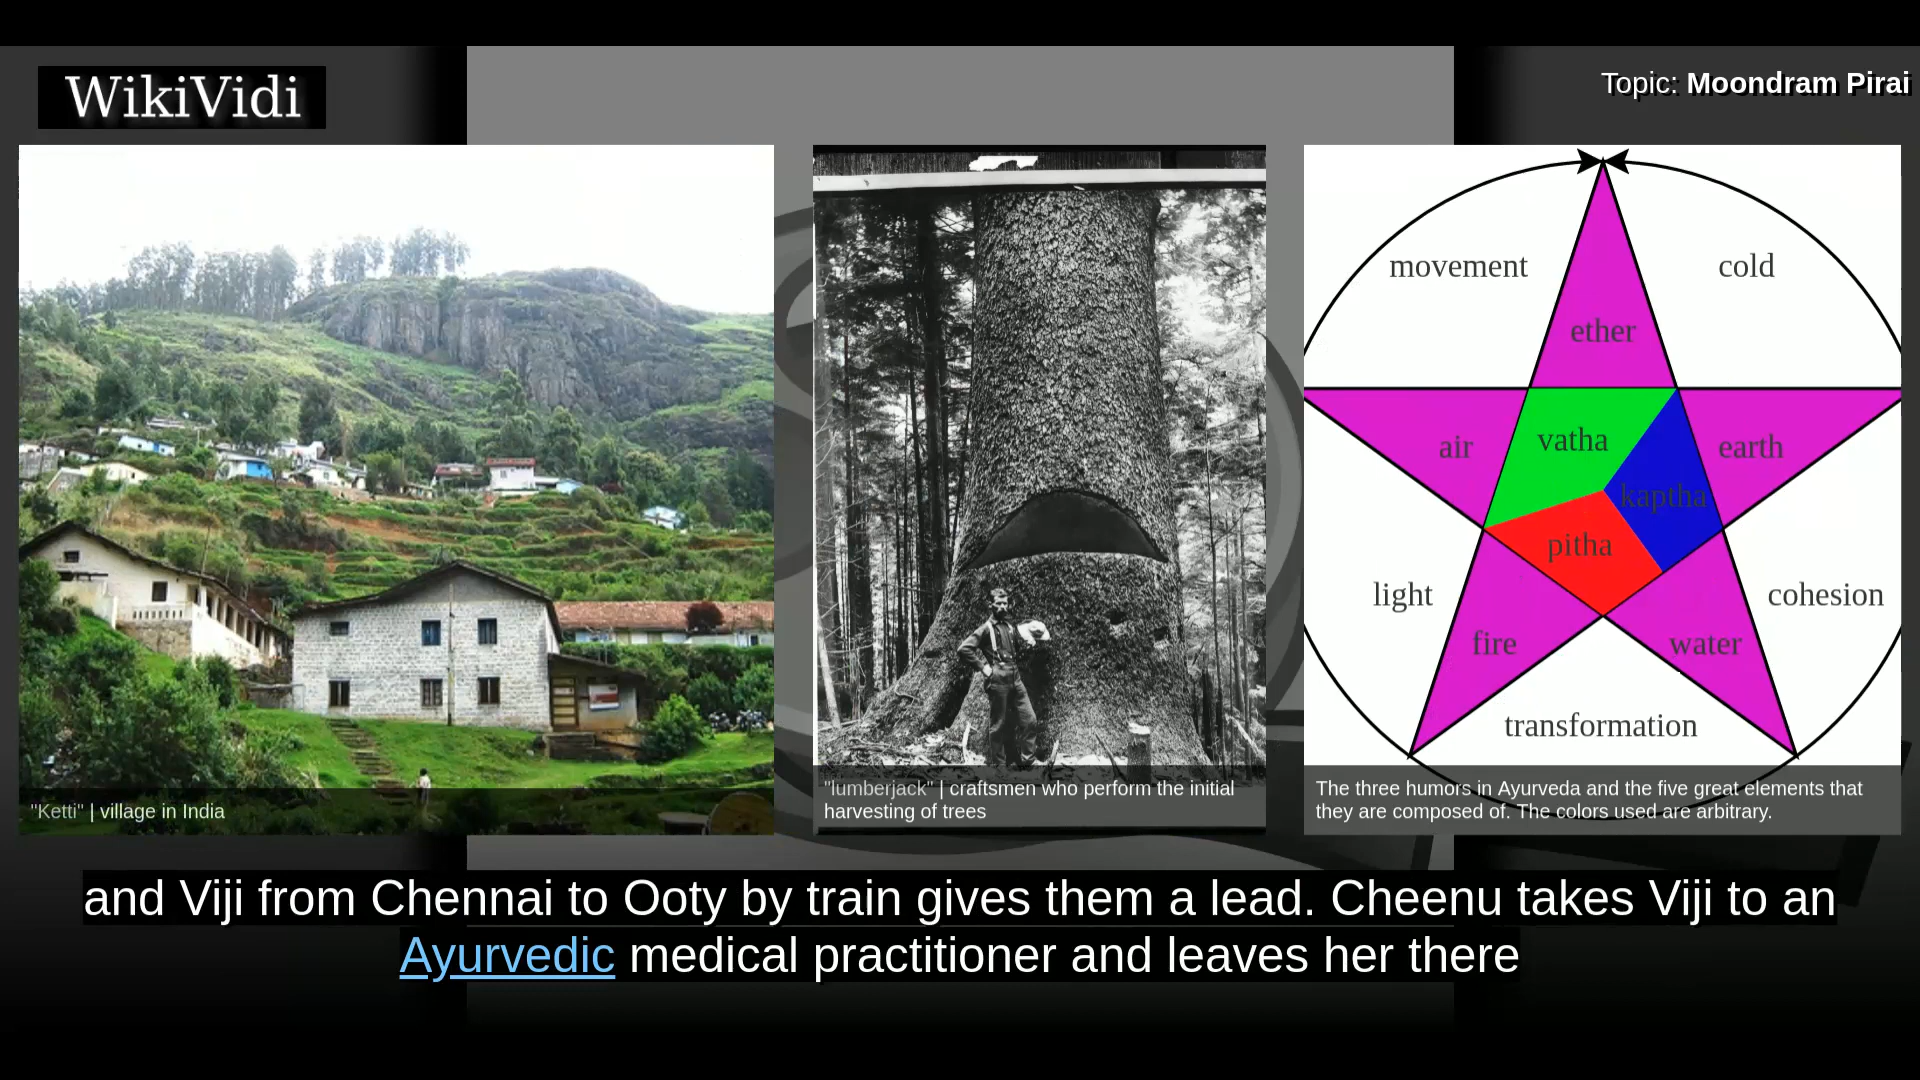 WikiVidi
Topic: Moondram Pirai
movement
cold
ether
air
vatha
earth
kaptha
pitha
light
cohesion
fire
water
transformation
"Ketti" | village in India
"lumberjack" | craftsmen who perform the initial
harvesting of trees
The three humors in Ayurveda and the five great elements that
they are composed of. The colors used are arbitrary.
and Viji from Chennai to Ooty by train gives them a lead. Cheenu takes Viji to an
Ayurvedic medical practitioner and leaves her there